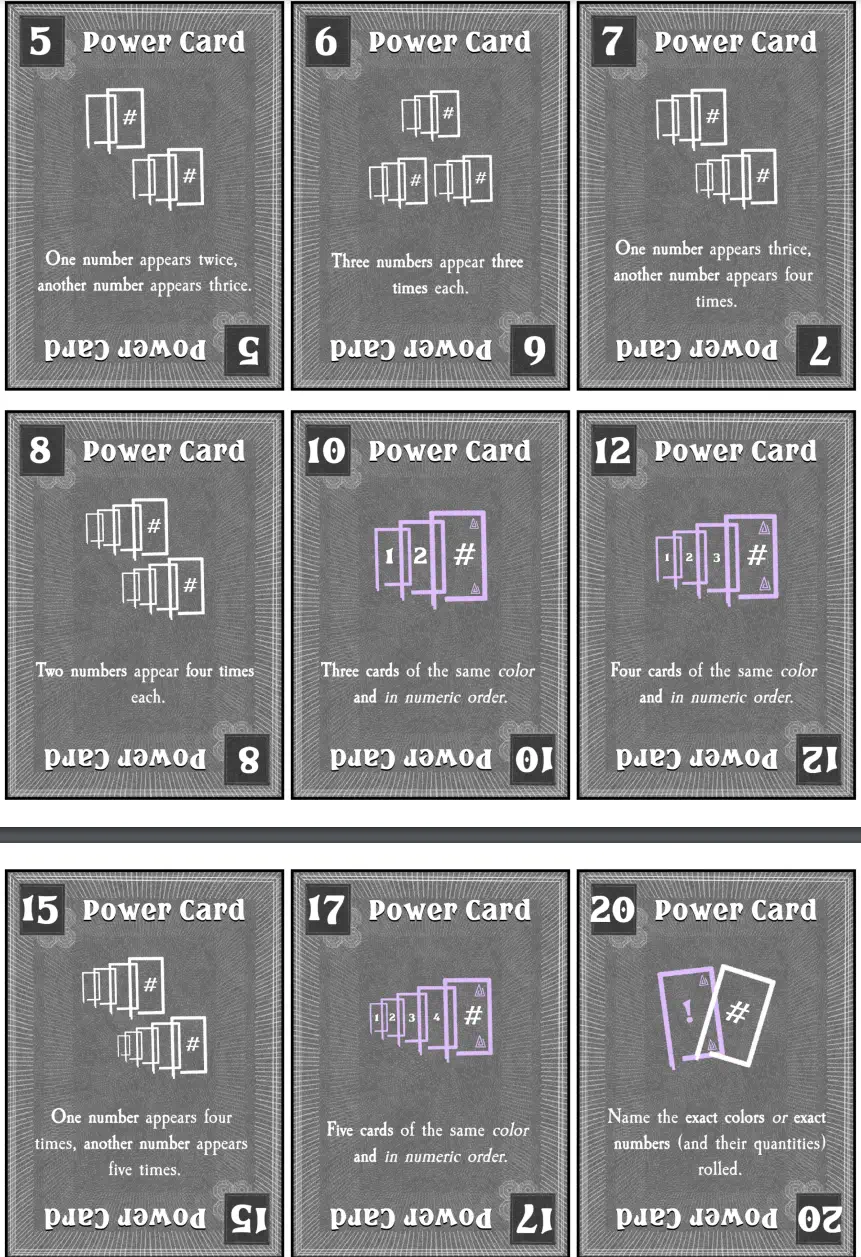 5 Power Card
#
#
One number appears twice,
another number appears thrice.
Power Card 5
6 Power Card
#
# #
Three numbers appear three
times each.
Power Card 6
7 Power Card
#
#
One number appears thrice,
another number appears four
times.
Power Card 7
8 Power Card
#
#
Two numbers appear four times
each.
Power Card 8
10 Power Card
1 2 #
Three cards of the same color
and in numeric order.
Power Card 10
12 Power Card
1 2 3 #
Four cards of the same color
and in numeric order.
Power Card 12
15 Power Card
#
#
One number appears four
times, another number appears
five times.
Power Card 15
17 Power Card
1 2 3 4 #
Five cards of the same color
and in numeric order.
Power Card 17
20 Power Card
! #
Name the exact colors or exact
numbers (and their quantities)
rolled.
Power Card 20